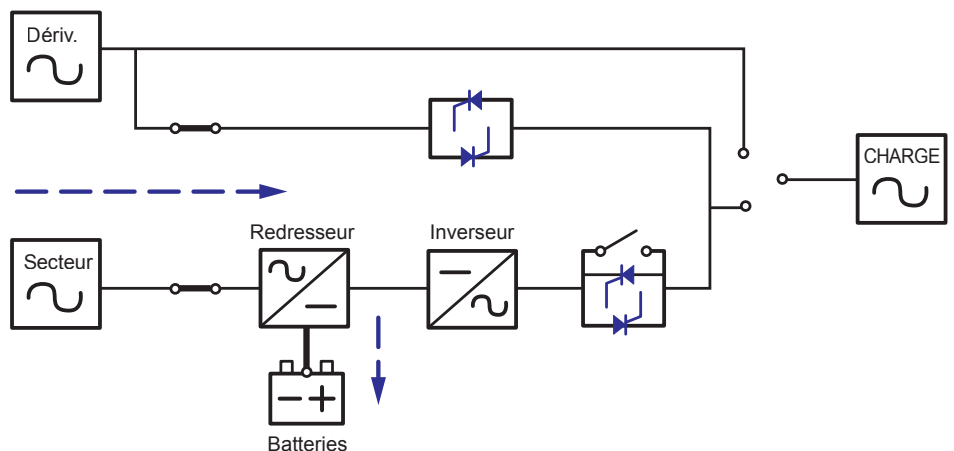 Dériv.
CHARGE
Secteur
Redresseur
Inverseur
Batteries